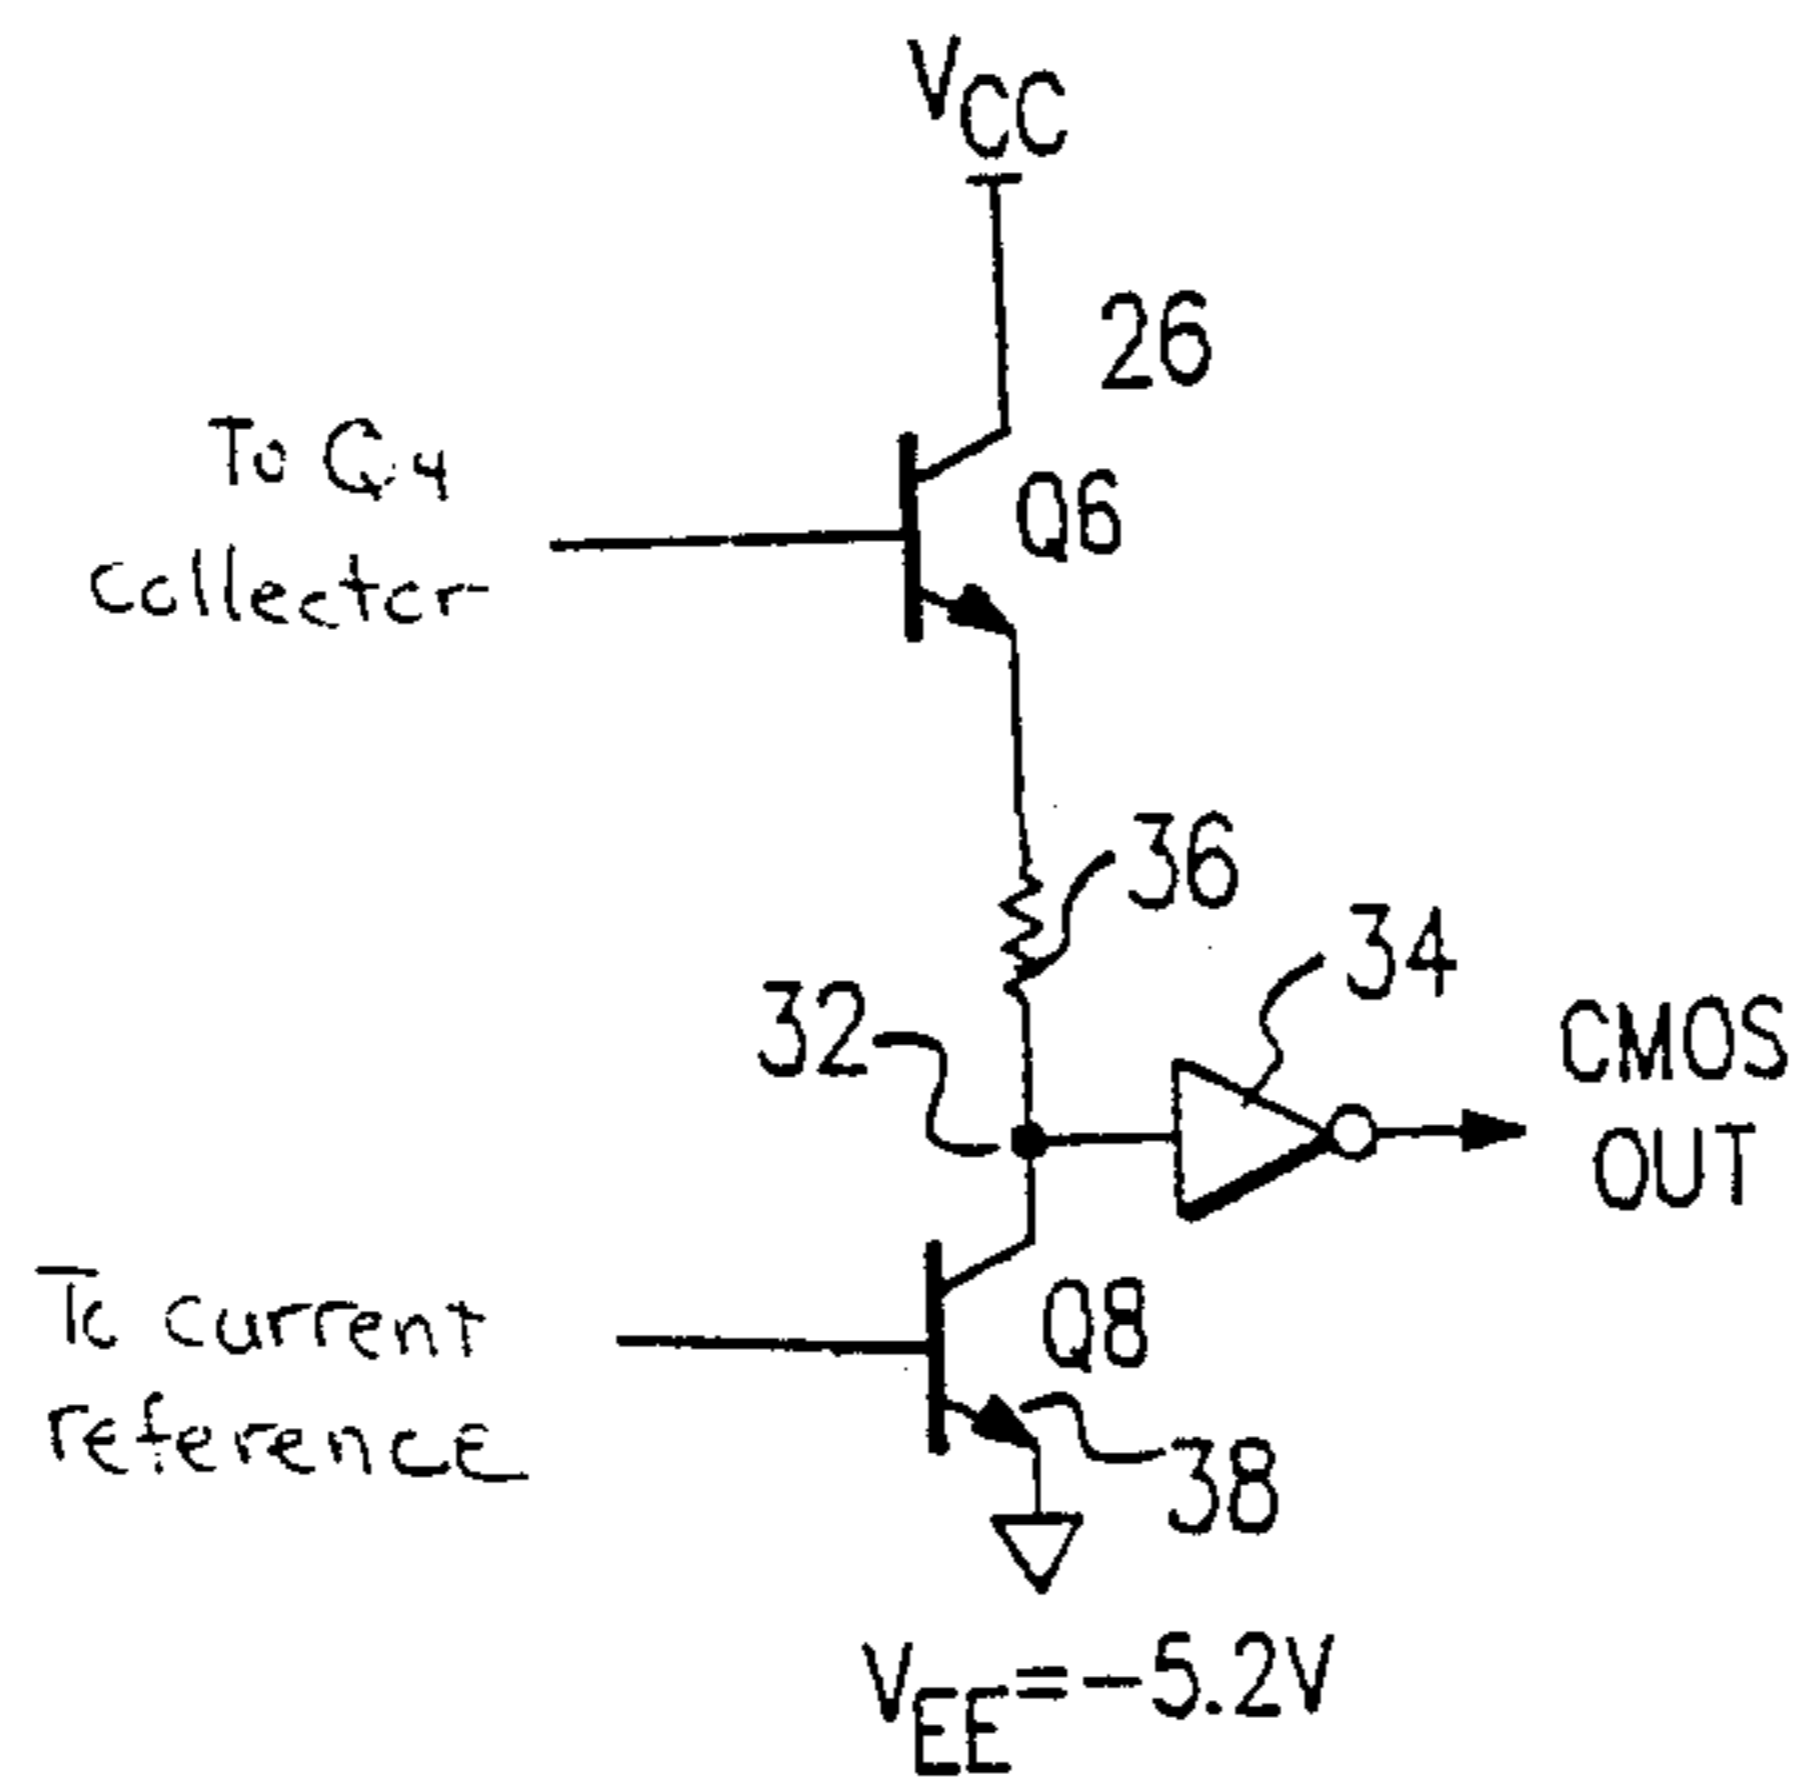 VCC
26
To Q4
collector
Q6
36
34
32
CMOS
OUT
To current
reference
Q8
38
VEE=-5.2V